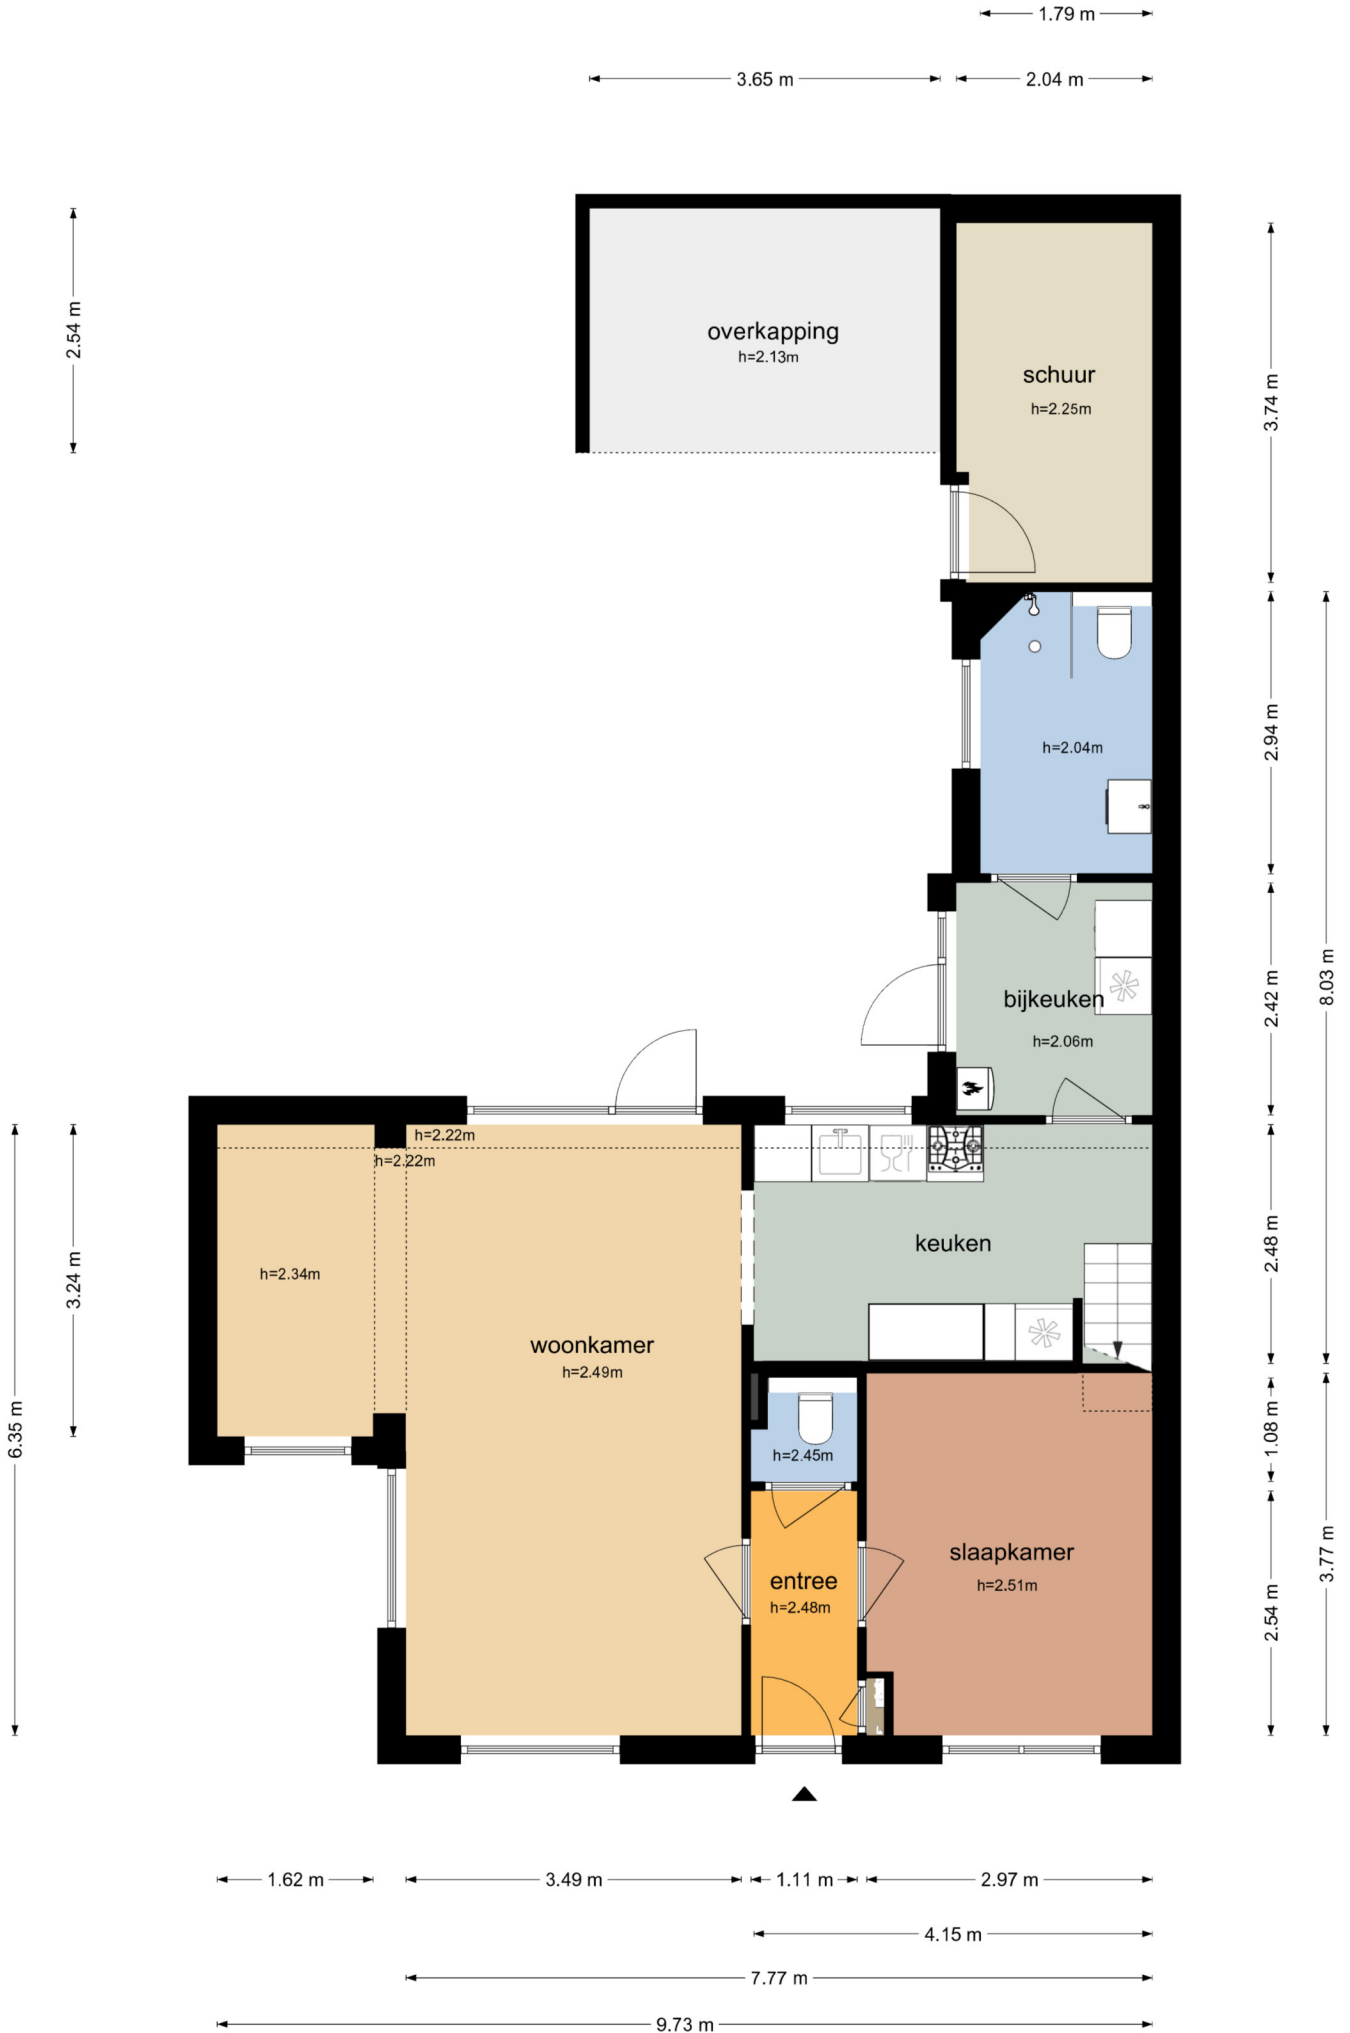 1.79 m
3.65 m
2.04 m
2.54 m
overkapping
h=2.13m
schuur
h=2.25m
3.74 m
h=2.04m
2.94 m
bijkeuken
h=2.06m
2.42 m
8.03 m
h=2.22m
h=2.22m
keuken
2.48 m
h=2.34m
3.24 m
woonkamer
h=2.49m
6.35 m
h=2.45m
1.08 m
slaapkamer
h=2.51m
entree
h=2.48m
2.54 m
3.77 m
1.62 m
3.49 m
1.11 m
2.97 m
4.15 m
7.77 m
9.73 m